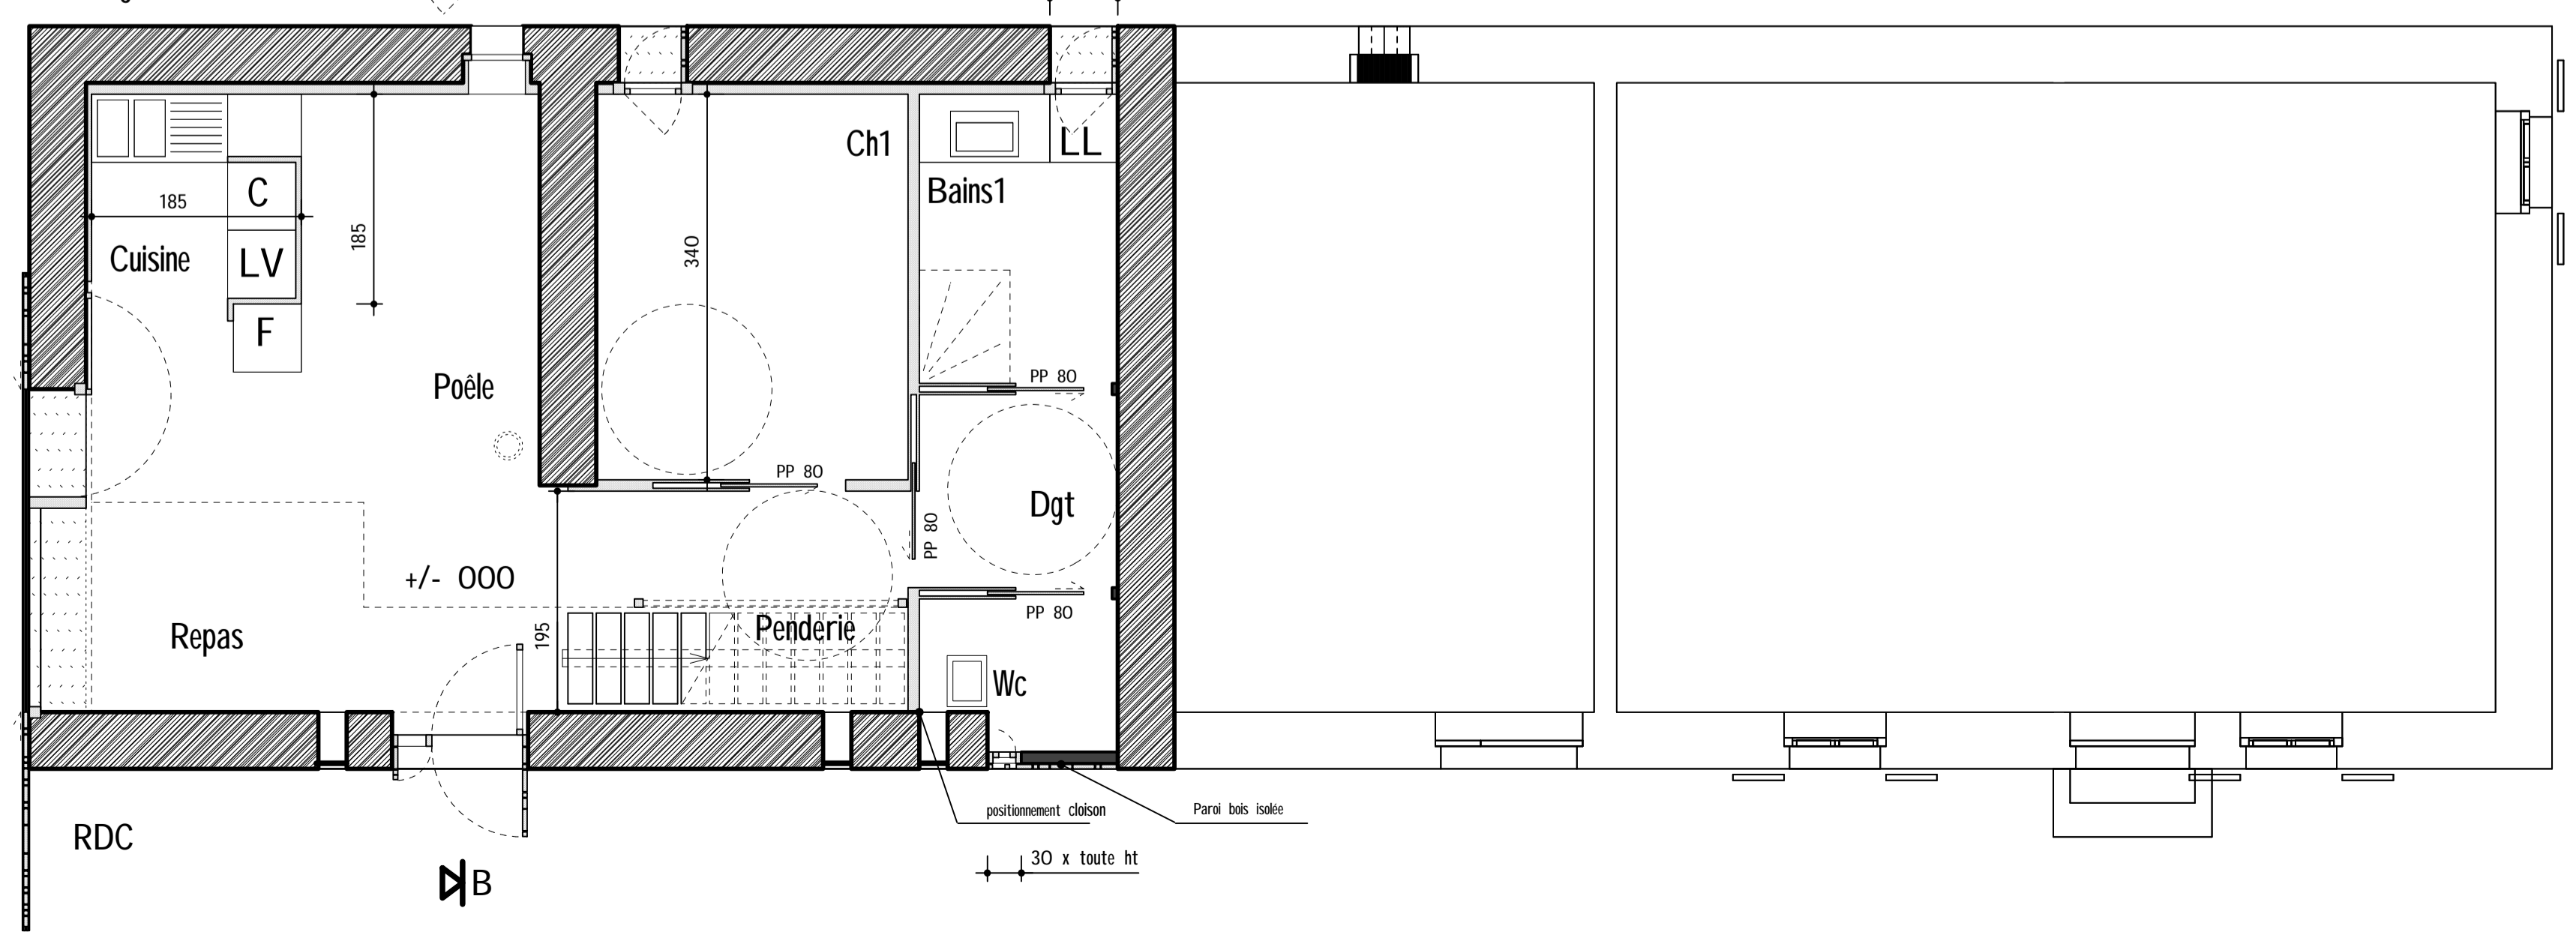 Ch1
LL
C
Bains1
185
185
340
Cuisine
LV
F
PP 80
Poêle
PP 80
Dgt
PP 80
+/- 000
PP 80
Penderie
195
Repas
Wc
positionnement cloison
Paroi bois isolée
RDC
30 x toute ht
B